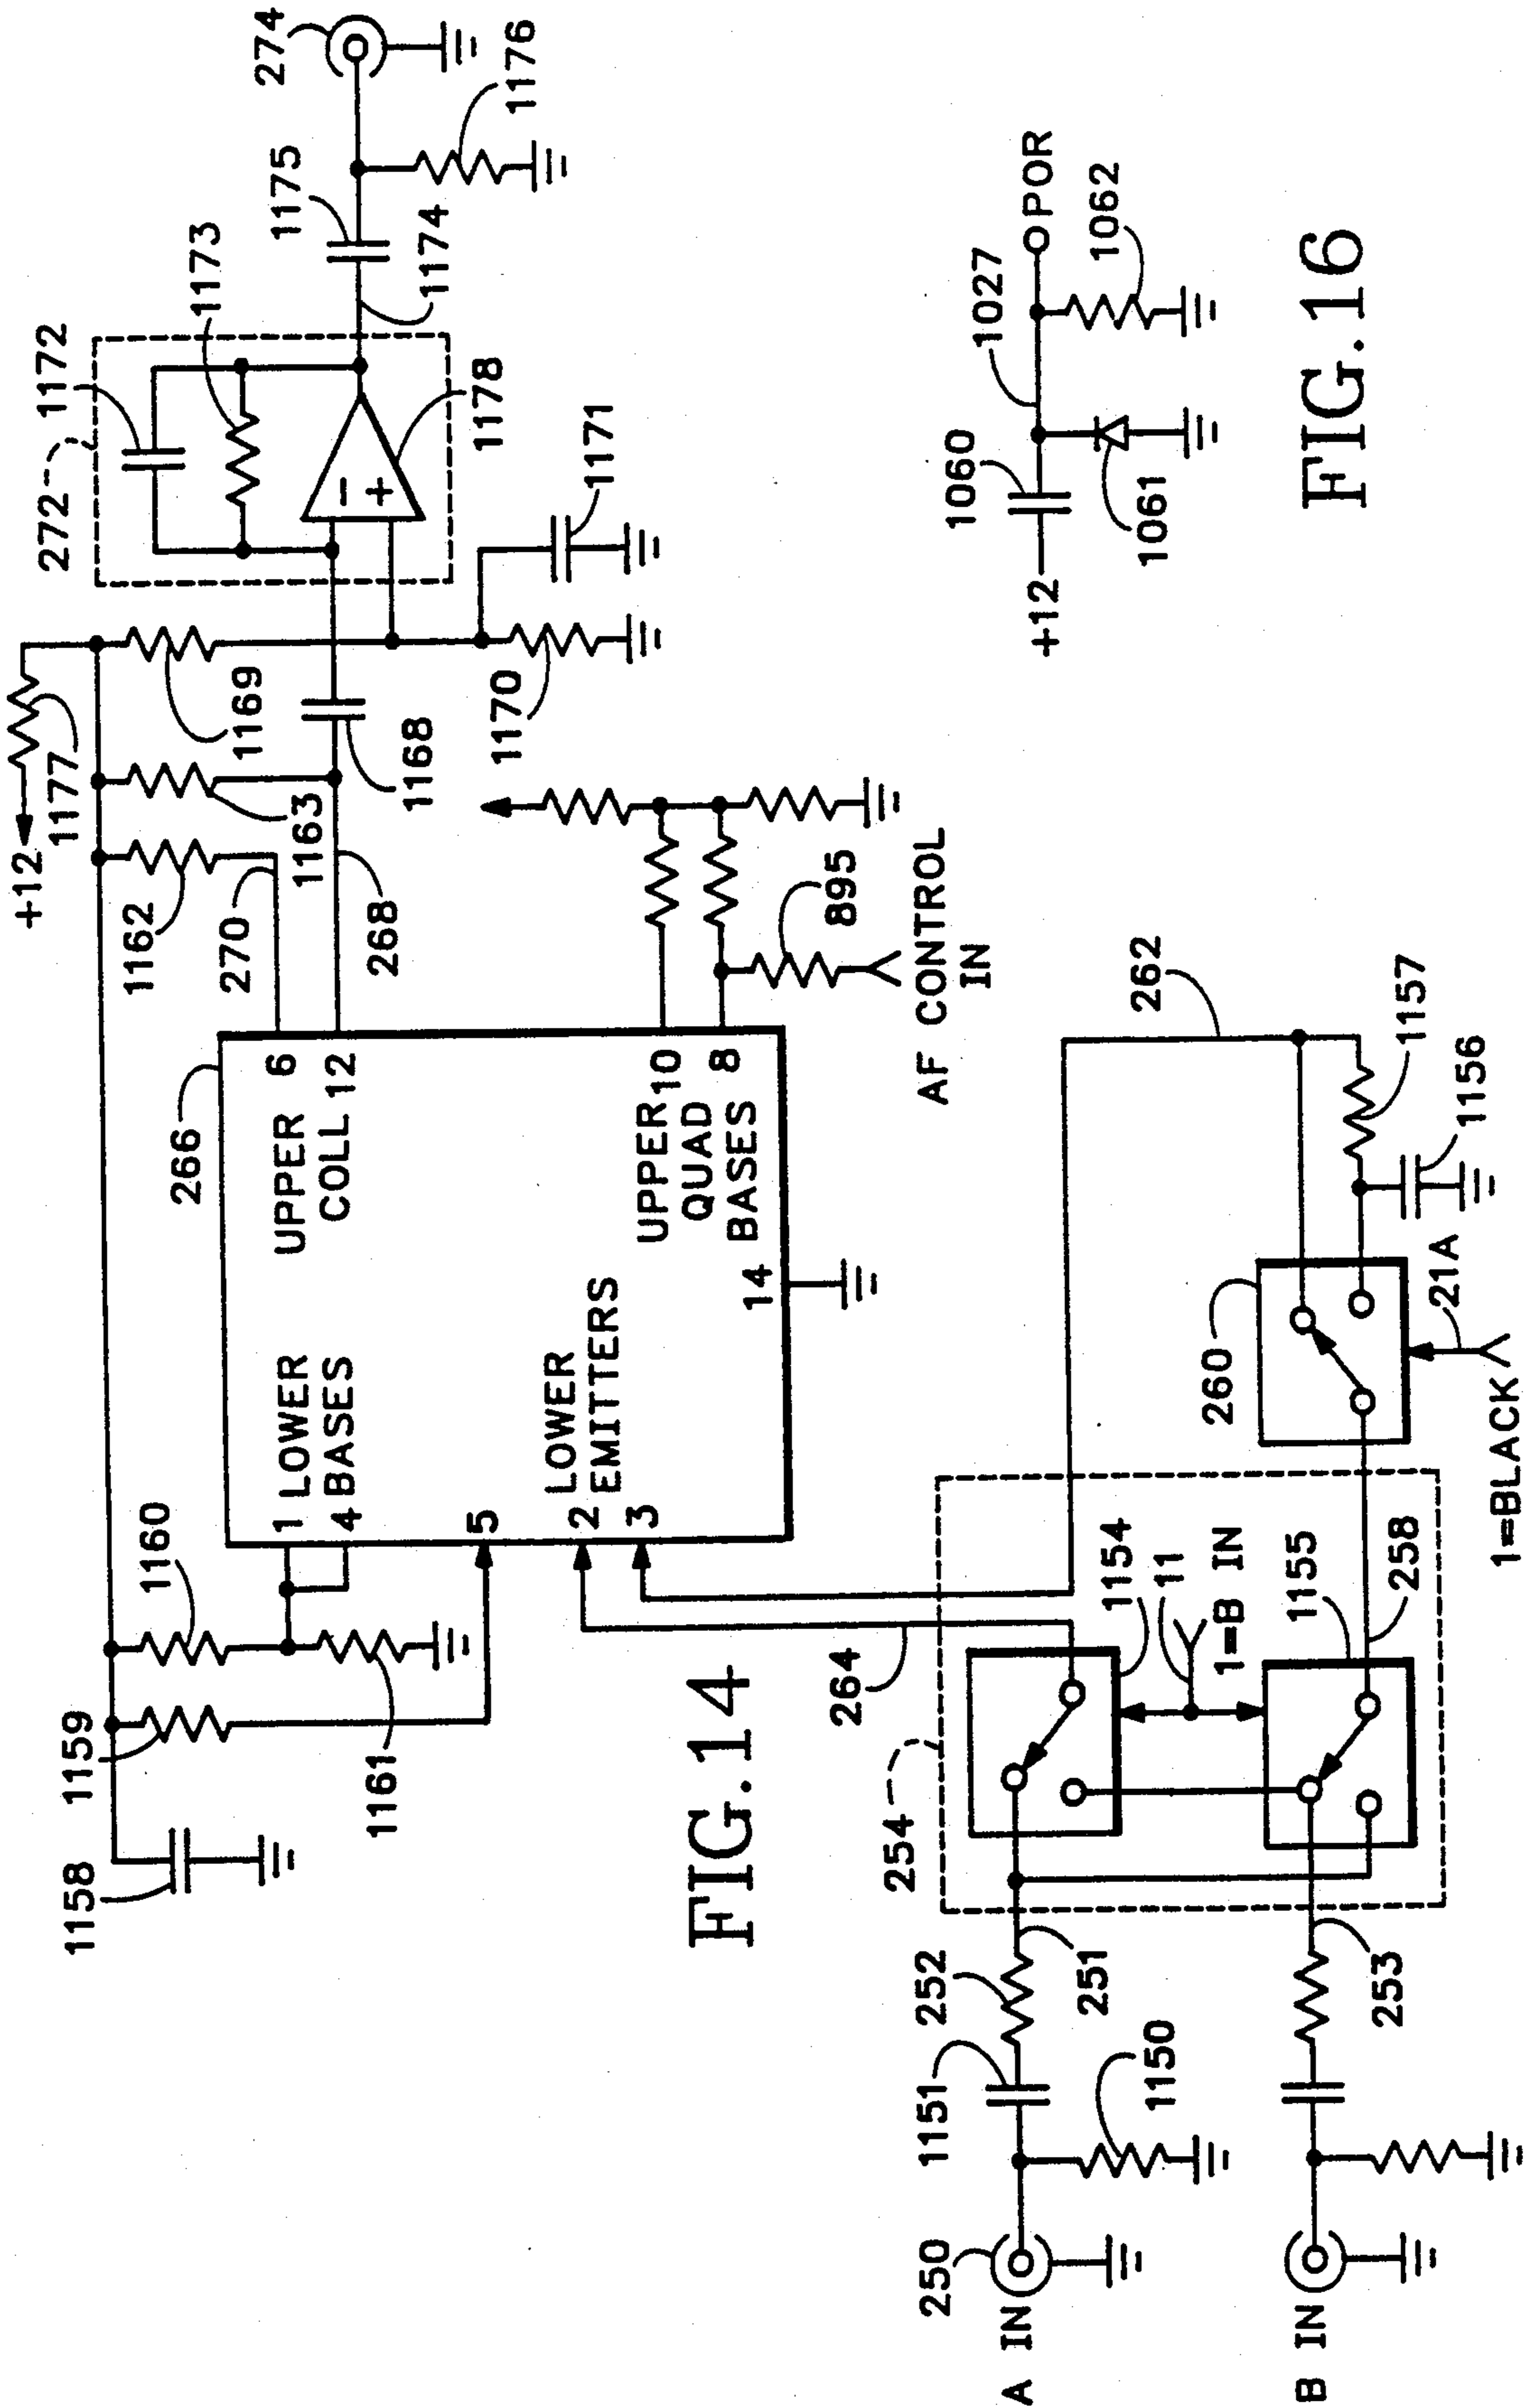 +12
1177
272
1172
1173
1175
274
1176
1174
1178
1171
1169
1163
1162
270
268
1168
1170
266
1160
1159
1158
1161
1 LOWER
4 BASES
5
LOWER
2 EMITTERS
3
UPPER 6
COLL 12
UPPER 10
QUAD
BASES 8
14
895
AF CONTROL
IN
FIG. 14
264
262
254
1154
11
1=B IN
1155
258
260
21A
1=BLACK
1157
1156
A IN
250
1151
252
251
1150
B IN
253
+12
1060
1061
1027
POR
1062
FIG. 16